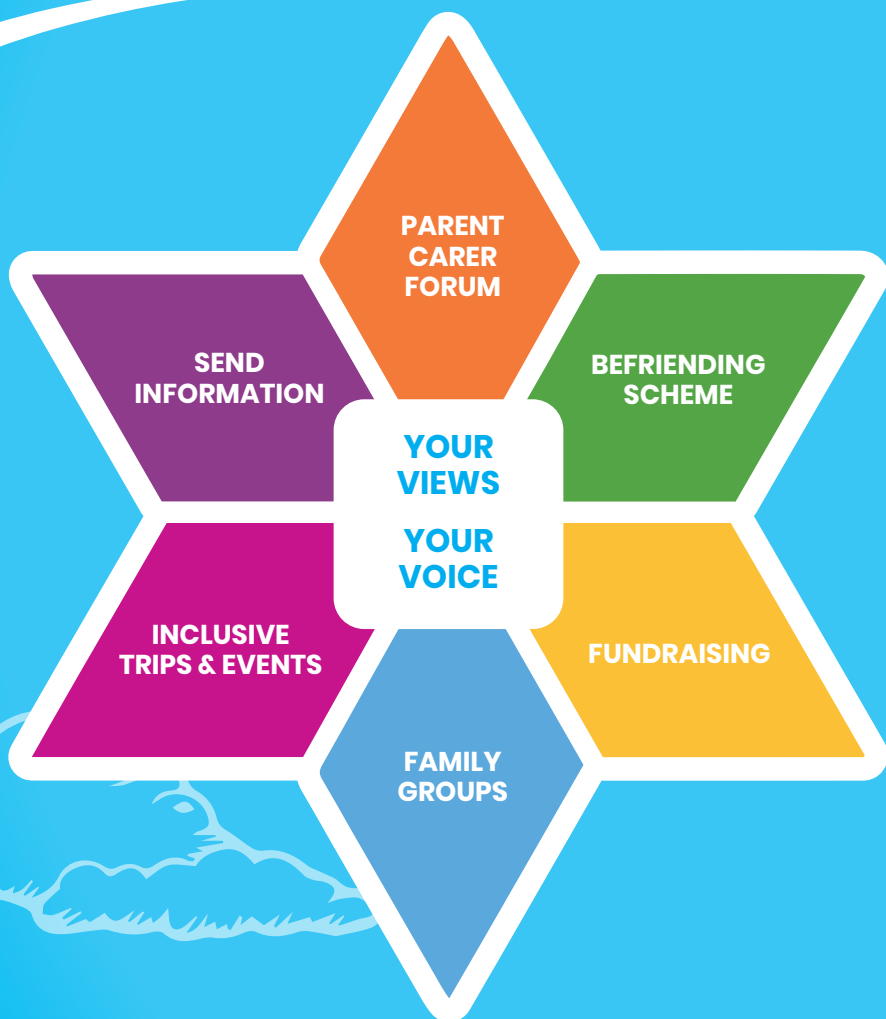 PARENT
CARER
FORUM
SEND
INFORMATION
BEFRIENDING
SCHEME
YOUR
VIEWS
YOUR
VOICE
INCLUSIVE
TRIPS & EVENTS
FUNDRAISING
FAMILY
GROUPS